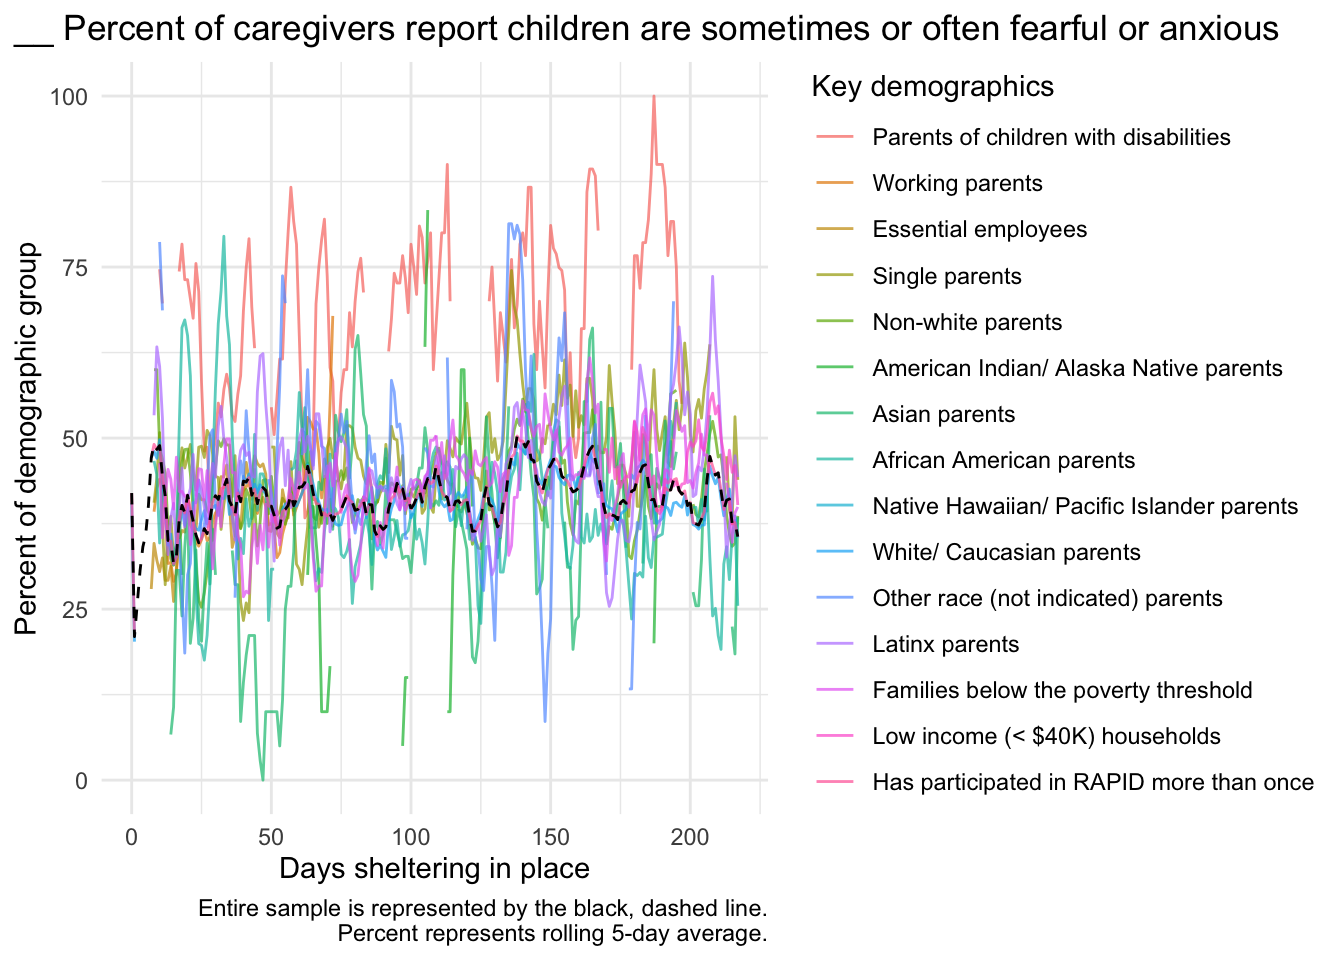 __ Percent of caregivers report children are sometimes or often fearful or anxious
Percent of demographic group
100
75
50
25
0
0 50 100 150 200
Days sheltering in place
Entire sample is represented by the black, dashed line.
Percent represents rolling 5-day average.
Key demographics
Parents of children with disabilities
Working parents
Essential employees
Single parents
Non-white parents
American Indian/ Alaska Native parents
Asian parents
African American parents
Native Hawaiian/ Pacific Islander parents
White/ Caucasian parents
Other race (not indicated) parents
Latinx parents
Families below the poverty threshold
Low income (< $40K) households
Has participated in RAPID more than once